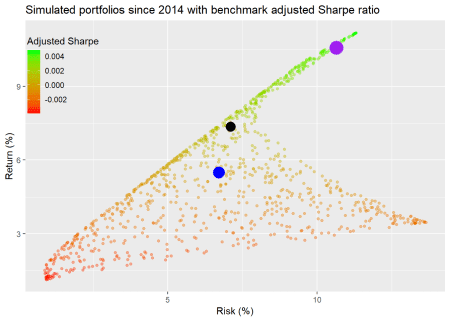 Simulated portfolios since 2014 with benchmark adjusted Sharpe ratio
Adjusted Sharpe
0.004
0.002
0.000
-0.002
9
6
3
Return (%)
5
10
Risk (%)